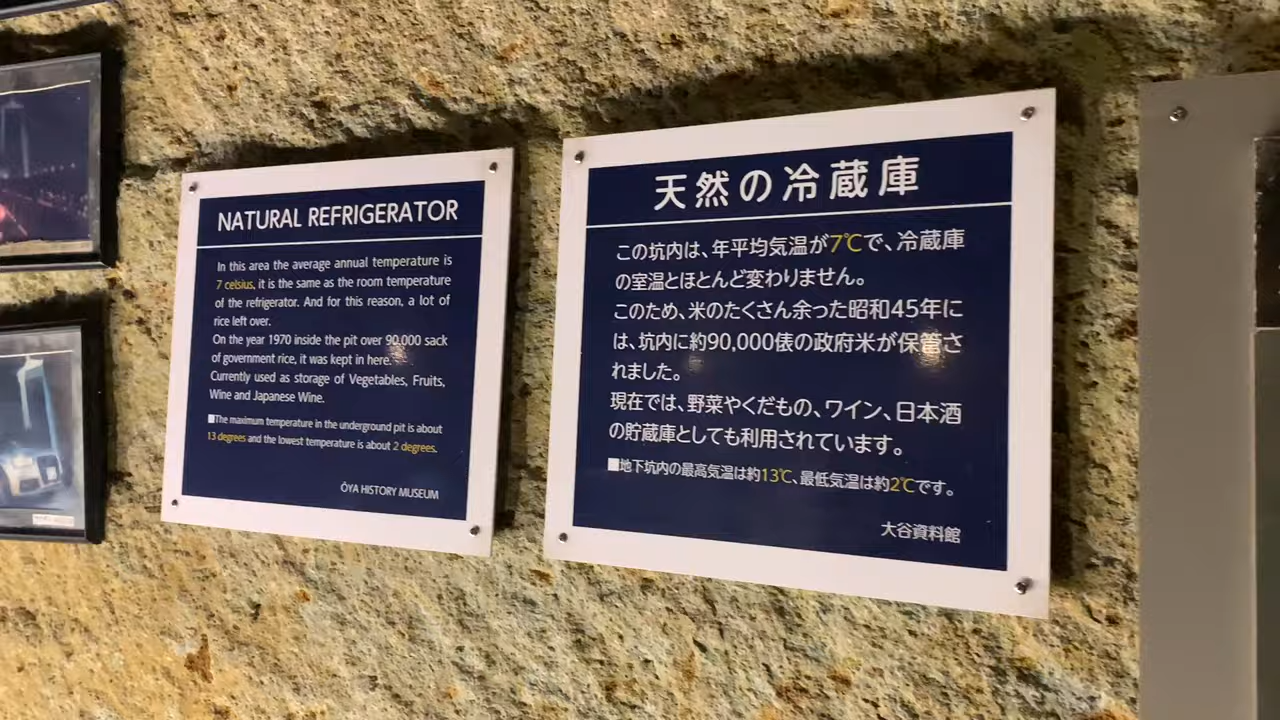 NATURAL REFRIGERATOR
In this area the average annual temperature is
7 celsius, it is the same as the room temperature
of the refrigerator. And for this reason, a lot of
rice left over.
On the year 1970 inside the pit over 90,000 sack
of government rice, it was kept in here.
Currently used as storage of Vegetables, Fruits,
Wine and Japanese Wine.
■The maximum temperature in the underground pit is about
13 degrees and the lowest temperature is about 2 degrees.
ŌYA HISTORY MUSEUM
天然の冷蔵庫
この坑内は、年平均気温が7℃で、冷蔵庫
の室温とほとんど変わりません。
このため、米のたくさん余った昭和45年に
は、坑内に約90,000俵の政府米が保管さ
れました。
現在では、野菜やくだもの、ワイン、日本酒
の貯蔵庫としても利用されています。
■地下坑内の最高気温は約13℃、最低気温は約2℃です。
大谷資料館